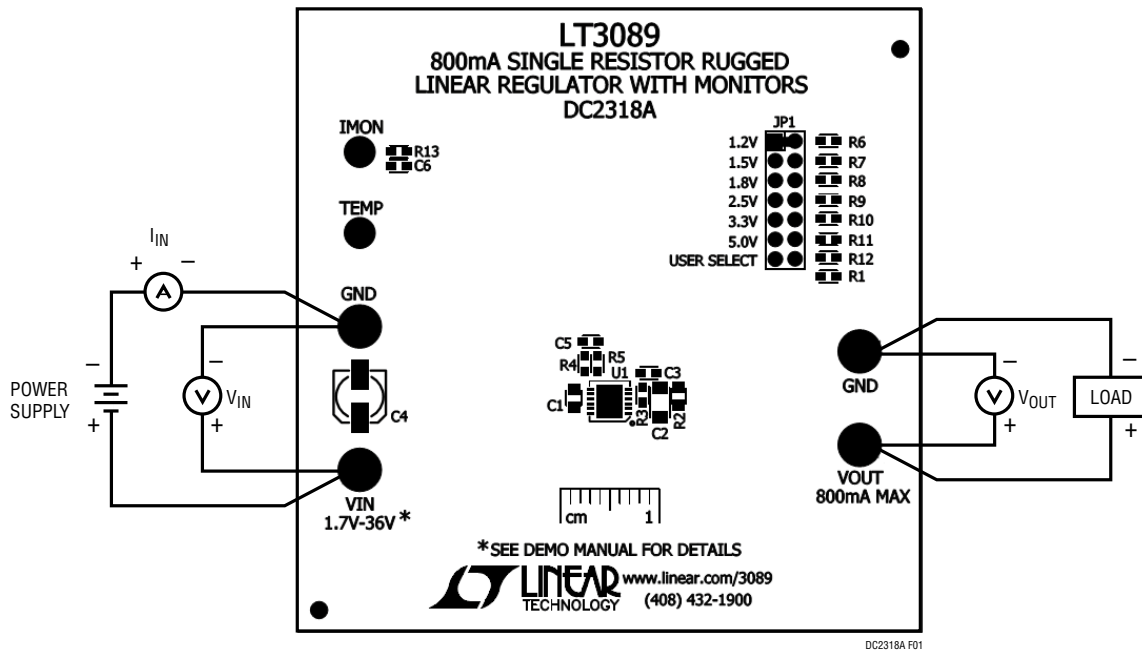 LT3089
800mA SINGLE RESISTOR RUGGED
LINEAR REGULATOR WITH MONITORS
DC2318A
IMON
R13
C6
TEMP
JP1
1.2V
R6
1.5V
R7
1.8V
R8
2.5V
R9
3.3V
R10
5.0V
R11
USER SELECT
R12
R1
IIN
+ −
A
GND
−
POWER
SUPPLY
+
−
V
VIN
+
C4
VIN
1.7V-36V*
C5
R4
R5
U1
C3
C1
R3
C2
R2
GND
−
V
VOUT
+
−
LOAD
+
VOUT
800mA MAX
cm 1
*SEE DEMO MANUAL FOR DETAILS
LINEAR
TECHNOLOGY
www.linear.com/3089
(408) 432-1900
DC2318A F01